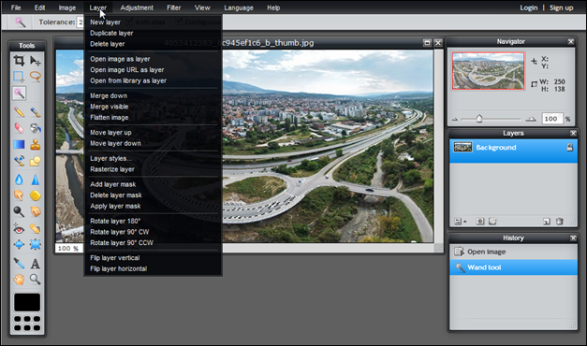 File Edit Image Layer Adjustment Filter View Language Help Login | Sign up
Tolerance:
Tools
New layer
Duplicate layer
Delete layer
Open image as layer
Open image URL as layer
Open from library as layer
Merge down
Merge visible
Flatten image
Move layer up
Move layer down
Layer styles...
Rasterize layer
Add layer mask
Delete layer mask
Apply layer mask
Rotate layer 180°
Rotate layer 90° CW
Rotate layer 90° CCW
Flip layer vertical
Flip layer horizontal
c945ef1c6_b_thumb.jpg
100 %
Navigator
X:
Y:
W: 250
H: 138
100 %
Layers
Background
History
Open image
Wand tool